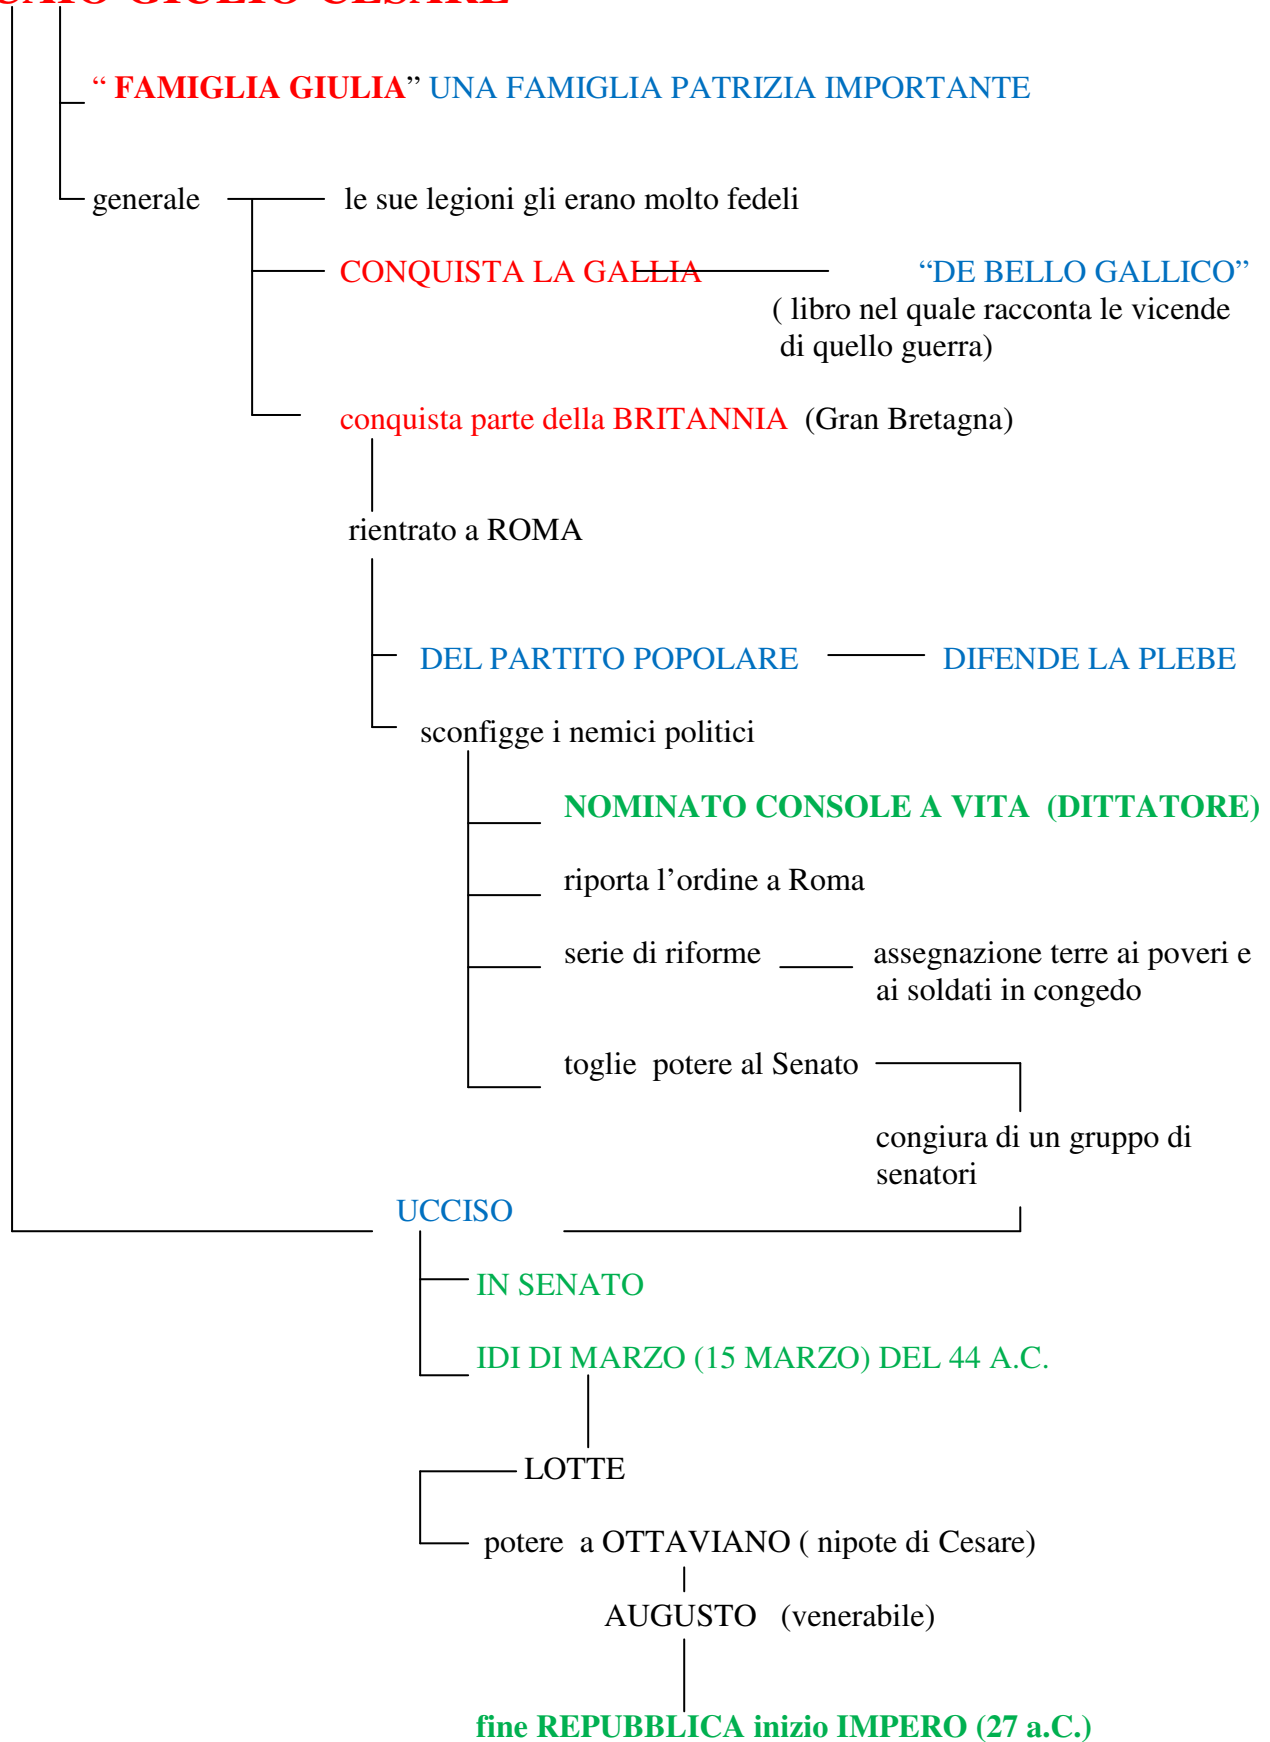 CAIO GIULIO CESARE
“ FAMIGLIA GIULIA” UNA FAMIGLIA PATRIZIA IMPORTANTE
generale le sue legioni gli erano molto fedeli
CONQUISTA LA GALLIA “DE BELLO GALLICO”
( libro nel quale racconta le vicende
di quello guerra)
conquista parte della BRITANNIA (Gran Bretagna)
rientrato a ROMA
DEL PARTITO POPOLARE DIFENDE LA PLEBE
sconfigge i nemici politici
NOMINATO CONSOLE A VITA (DITTATORE)
riporta l’ordine a Roma
serie di riforme assegnazione terre ai poveri e
ai soldati in congedo
toglie potere al Senato
congiura di un gruppo di
senatori
UCCISO
IN SENATO
IDI DI MARZO (15 MARZO) DEL 44 A.C.
LOTTE
potere a OTTAVIANO ( nipote di Cesare)
AUGUSTO (venerabile)
fine REPUBBLICA inizio IMPERO (27 a.C.)